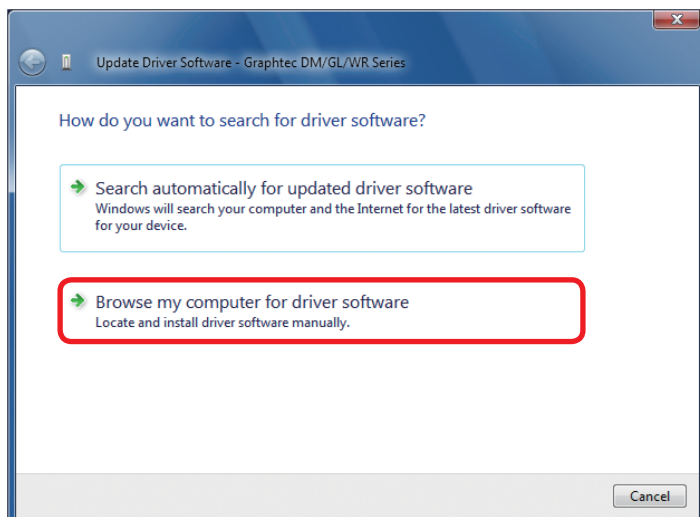 Update Driver Software - Graphtec DM/GL/WR Series
How do you want to search for driver software?
Search automatically for updated driver software
Windows will search your computer and the Internet for the latest driver software
for your device.
Browse my computer for driver software
Locate and install driver software manually.
Cancel